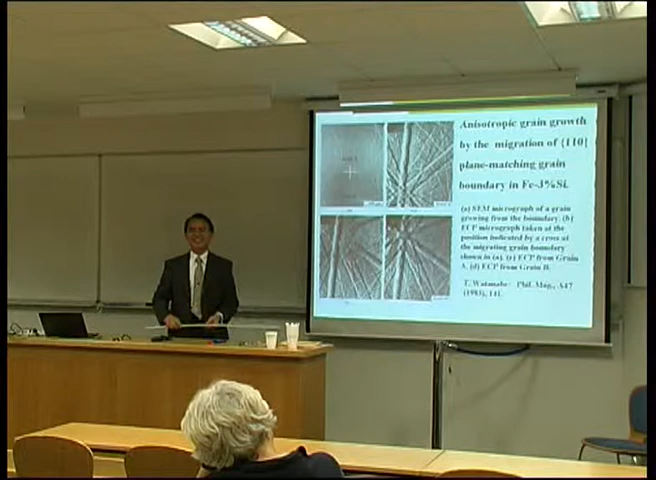 Anisotropic grain growth
by the migration of {110}
plane-matching grain
boundary in Fe-3%Si.
(a) SEM micrograph of a grain
growing from the boundary. (b)
ECP micrograph taken at the
position indicated by a cross at
the migrating grain boundary
shown in (a). (c) ECP from Grain
A. (d) ECP from Grain B.
T. Watanabe: Phil. Mag., A47
(1983), 141.